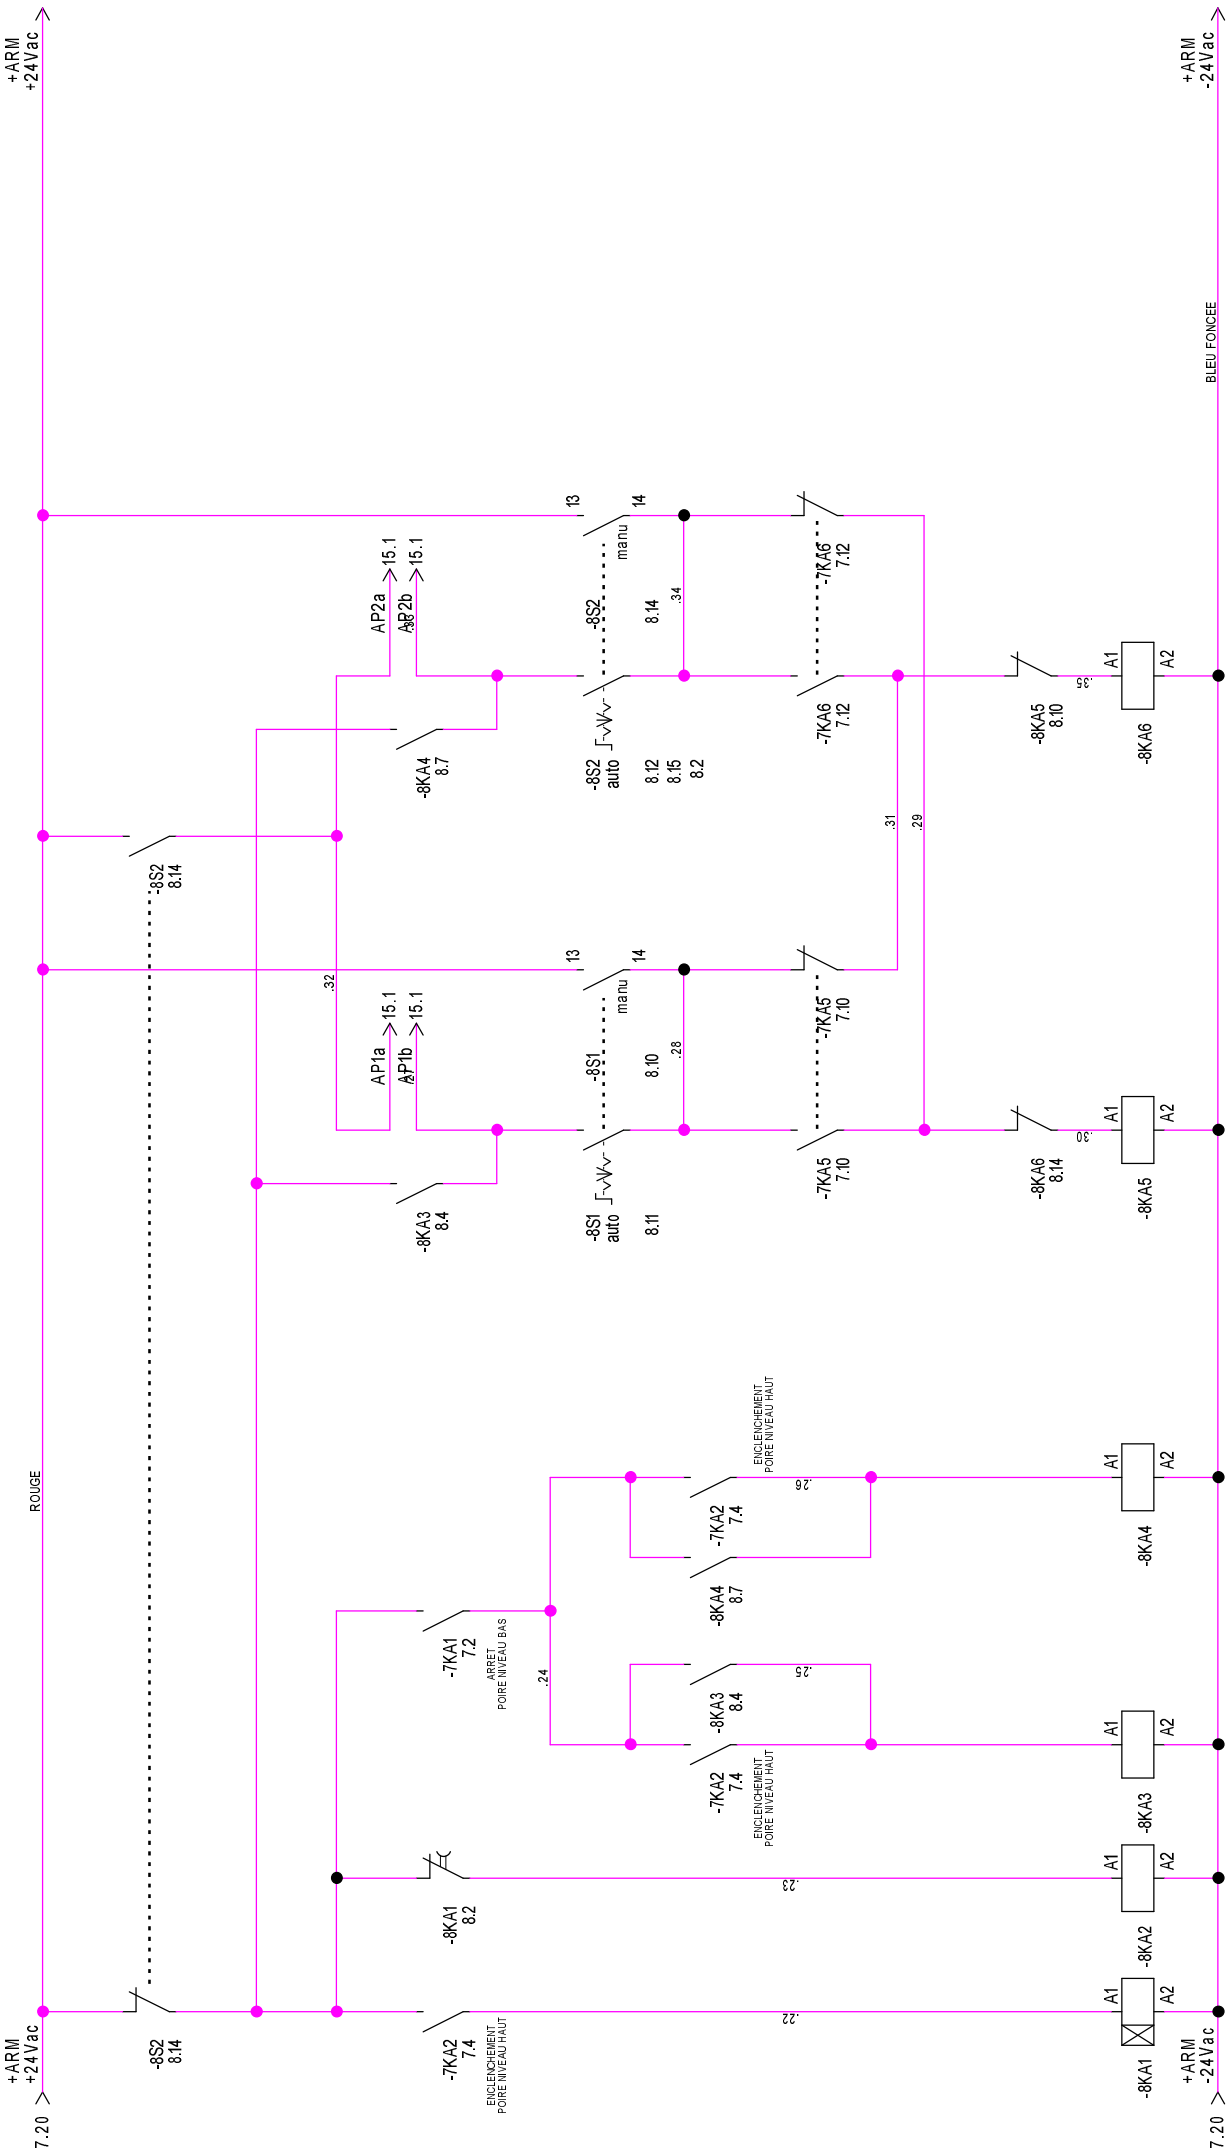 7.20
+ARM
+24Vac
ROUGE
+ARM
+24Vac
-8S2
8.14
-8S2
8.14
.32
-7KA2
7.4
ENCLENCHEMENT
POIRE NIVEAU HAUT
.22
-8KA1
8.2
.23
-7KA1
7.2
ARRET
POIRE NIVEAU BAS
.24
-7KA2
7.4
ENCLENCHEMENT
POIRE NIVEAU HAUT
-8KA3
8.4
.25
-8KA4
8.7
-7KA2
7.4
ENCLENCHEMENT
POIRE NIVEAU HAUT
.26
-8KA3
8.4
AP1a
15.1
AP1b
15.1
.27
-8S1
auto
8.11
-8S1
8.10
13
14
manu
.28
-7KA5
7.10
-7KA5
7.10
.31
.29
-8KA6
8.14
.30
-8KA4
8.7
AP2a
15.1
AP2b
15.1
.33
-8S2
auto
8.12
8.15
8.2
-8S2
8.14
13
14
manu
.34
-7KA6
7.12
-7KA6
7.12
-8KA5
8.10
.35
-8KA1
A1
A2
-8KA2
A1
A2
-8KA3
A1
A2
-8KA4
A1
A2
-8KA5
A1
A2
-8KA6
A1
A2
7.20
+ARM
-24Vac
BLEU FONCEE
+ARM
-24Vac